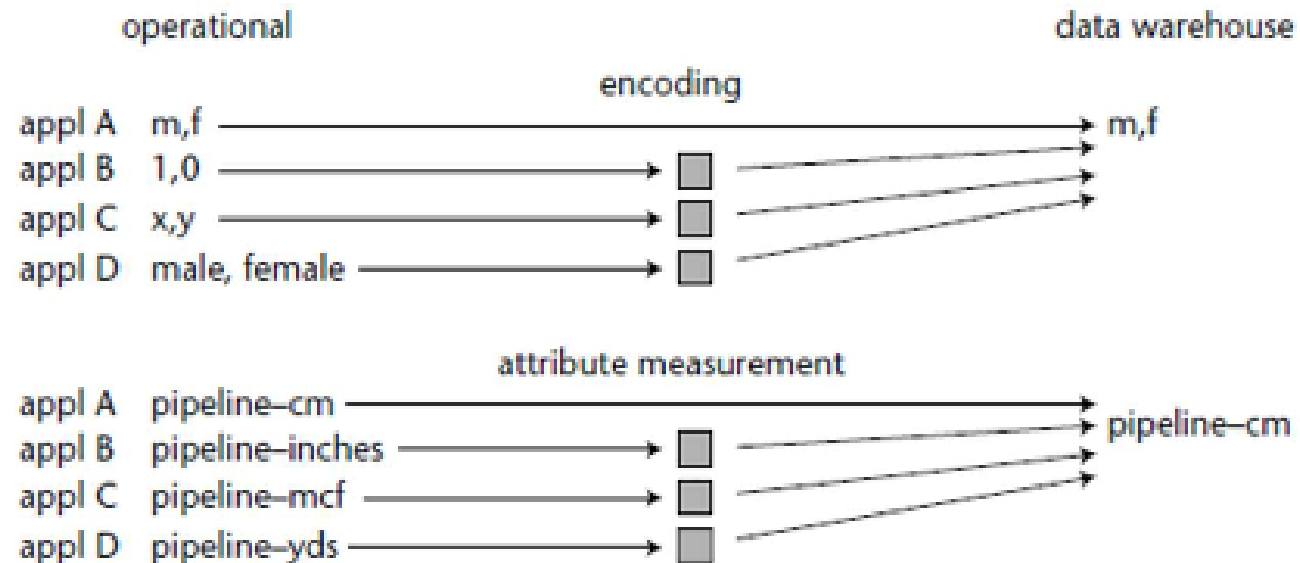 operational data warehouse
encoding
appl A m,f m,f
appl B 1,0
appl C x,y
appl D male, female
attribute measurement
appl A pipeline–cm
pipeline–cm
appl B pipeline–inches
appl C pipeline–mcf
appl D pipeline–yds